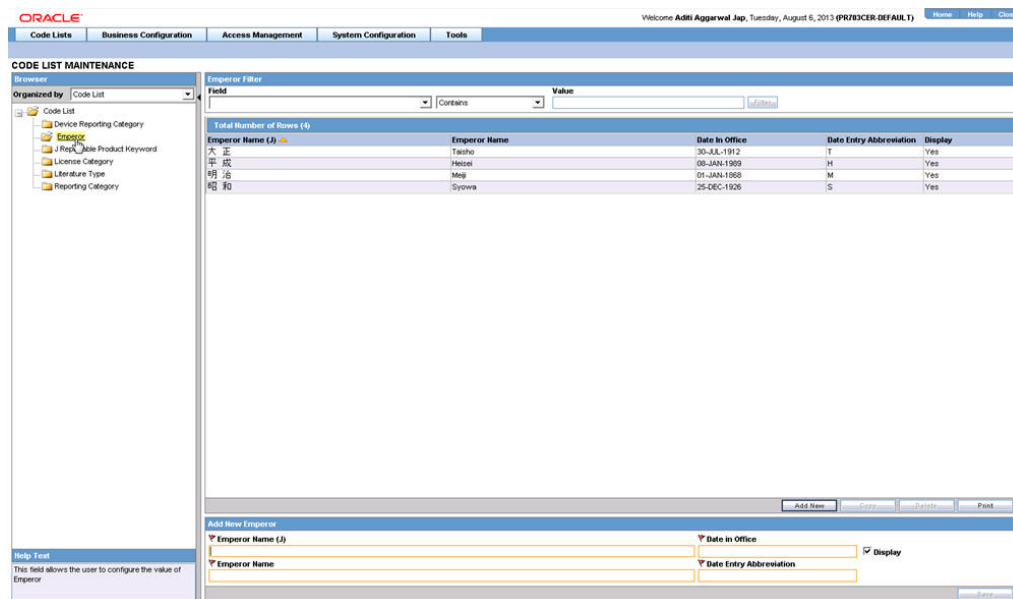 ORACLE
Welcome Aditi Aggarwal Jap, Tuesday, August 6, 2013 (PR703CER-DEFAULT)
Home Help Clos
Code Lists Business Configuration Access Management System Configuration Tools
CODE LIST MAINTENANCE
Browser
Organized by Code List
Code List
Device Reporting Category
Emperor
J Rep able Product Keyword
License Category
Literature Type
Reporting Category
Help Text
This field allows the user to configure the value of
Emperor
Emperor Filter
Field Value
Contains Filter
Total Number of Rows (4)
Emperor Name (J) Emperor Name Date In Office Date Entry Abbreviation Display
大 正 Taisho 30-JUL-1912 T Yes
平 成 Heisei 08-JAN-1989 H Yes
明 治 Meiji 01-JAN-1868 M Yes
昭 和 Syowa 25-DEC-1926 S Yes
Add New Copy Delete Print
Add New Emperor
Emperor Name (J) Date in Office
Display
Emperor Name Date Entry Abbreviation
Save